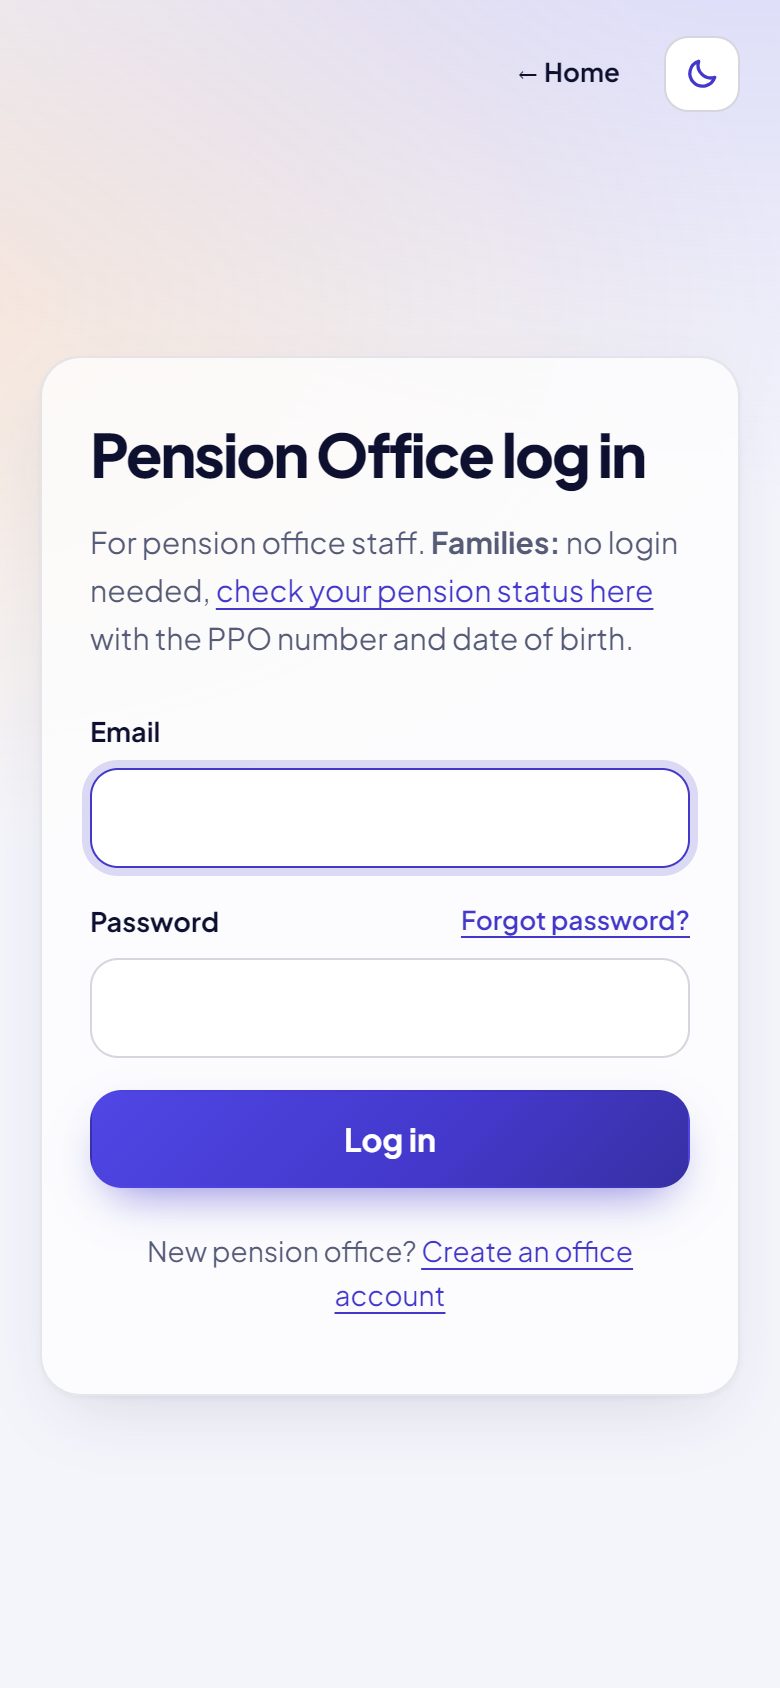 ← Home
Pension Office log in
For pension office staff. Families: no login
needed, check your pension status here
with the PPO number and date of birth.
Email
Password
Forgot password?
Log in
New pension office? Create an office
account